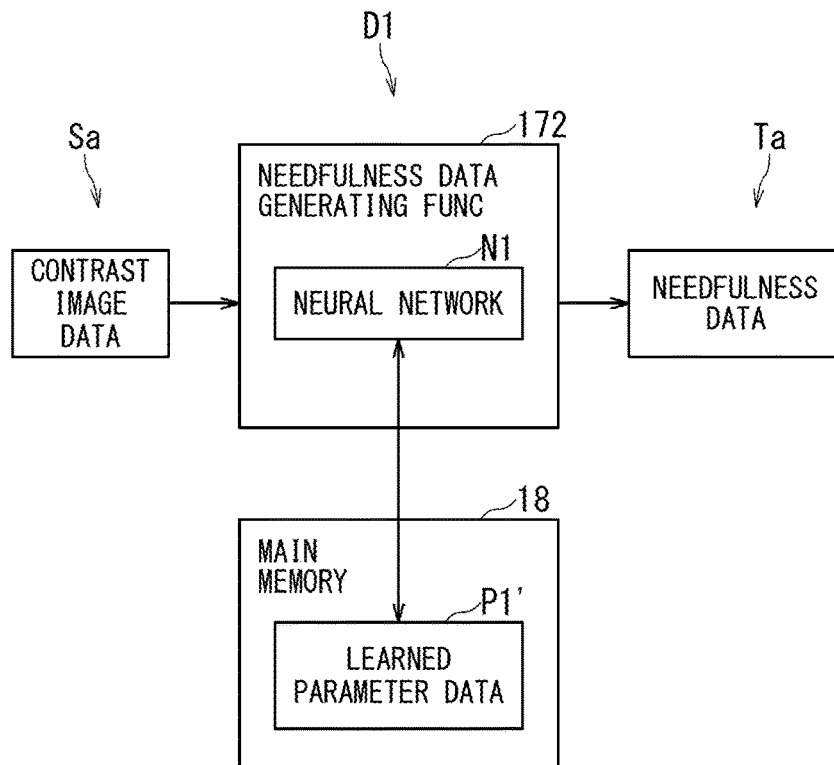 D1
Sa
172
Ta
NEEDFULNESS DATA
GENERATING FUNC
N1
NEURAL NETWORK
CONTRAST
IMAGE
DATA
NEEDFULNESS
DATA
18
MAIN
MEMORY
P1'
LEARNED
PARAMETER DATA